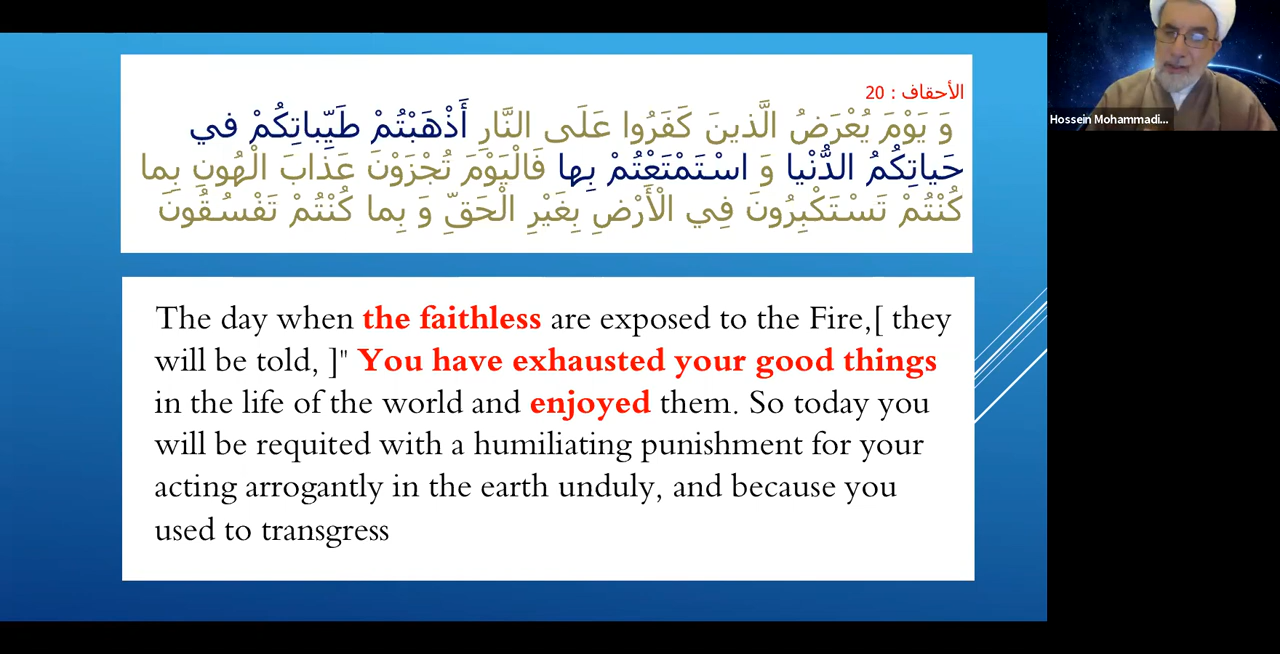 الأحقاف : 20
وَ يَوْمَ يُعْرَضُ الَّذينَ كَفَرُوا عَلَى النَّارِ أَذْهَبْتُمْ طَيِّباتِكُمْ في
حَياتِكُمُ الدُّنْيا وَ اسْتَمْتَعْتُمْ بِها فَالْيَوْمَ تُجْزَوْنَ عَذابَ الْهُونِ بِما
كُنْتُمْ تَسْتَكْبِرُونَ فِي الْأَرْضِ بِغَيْرِ الْحَقِّ وَ بِما كُنْتُمْ تَفْسُقُونَ
The day when the faithless are exposed to the Fire,[ they
will be told, ]" You have exhausted your good things
in the life of the world and enjoyed them. So today you
will be requited with a humiliating punishment for your
acting arrogantly in the earth unduly, and because you
used to transgress
Hossein Mohammadi...